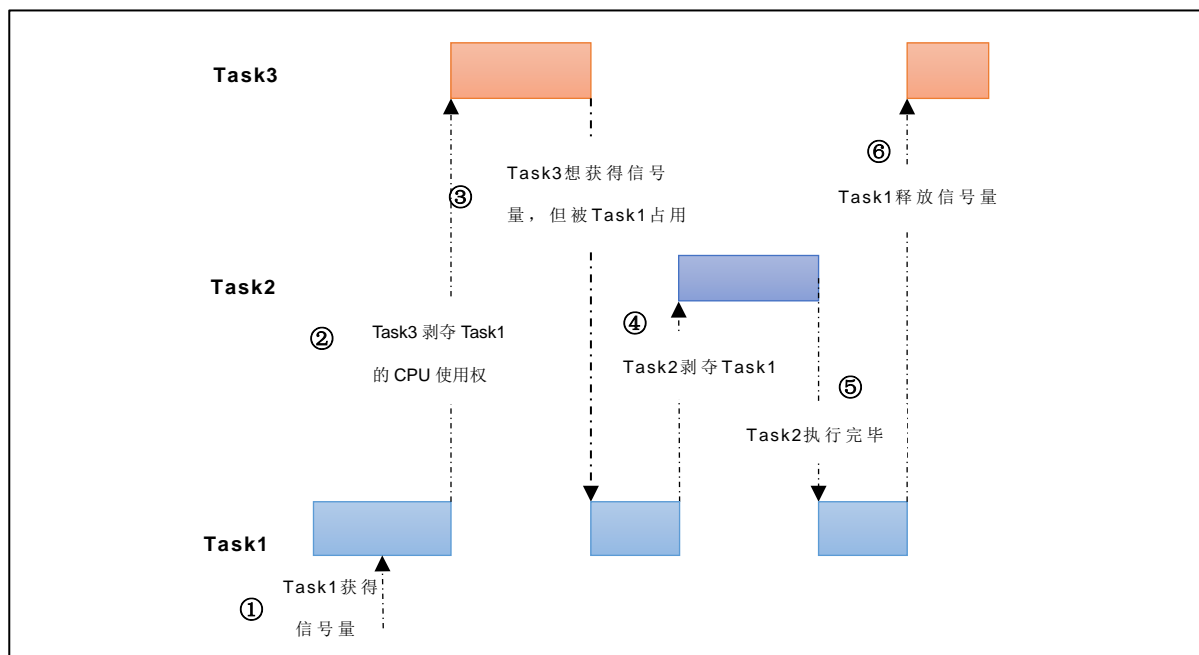 Task3
⑥
Task3想获得信号
量，但被Task1占用
③
Task1释放信号量
Task2
②
Task3 剥夺 Task1
的 CPU 使用权
④
Task2剥夺Task1
⑤
Task2执行完毕
Task1
①
Task1获得
信号量